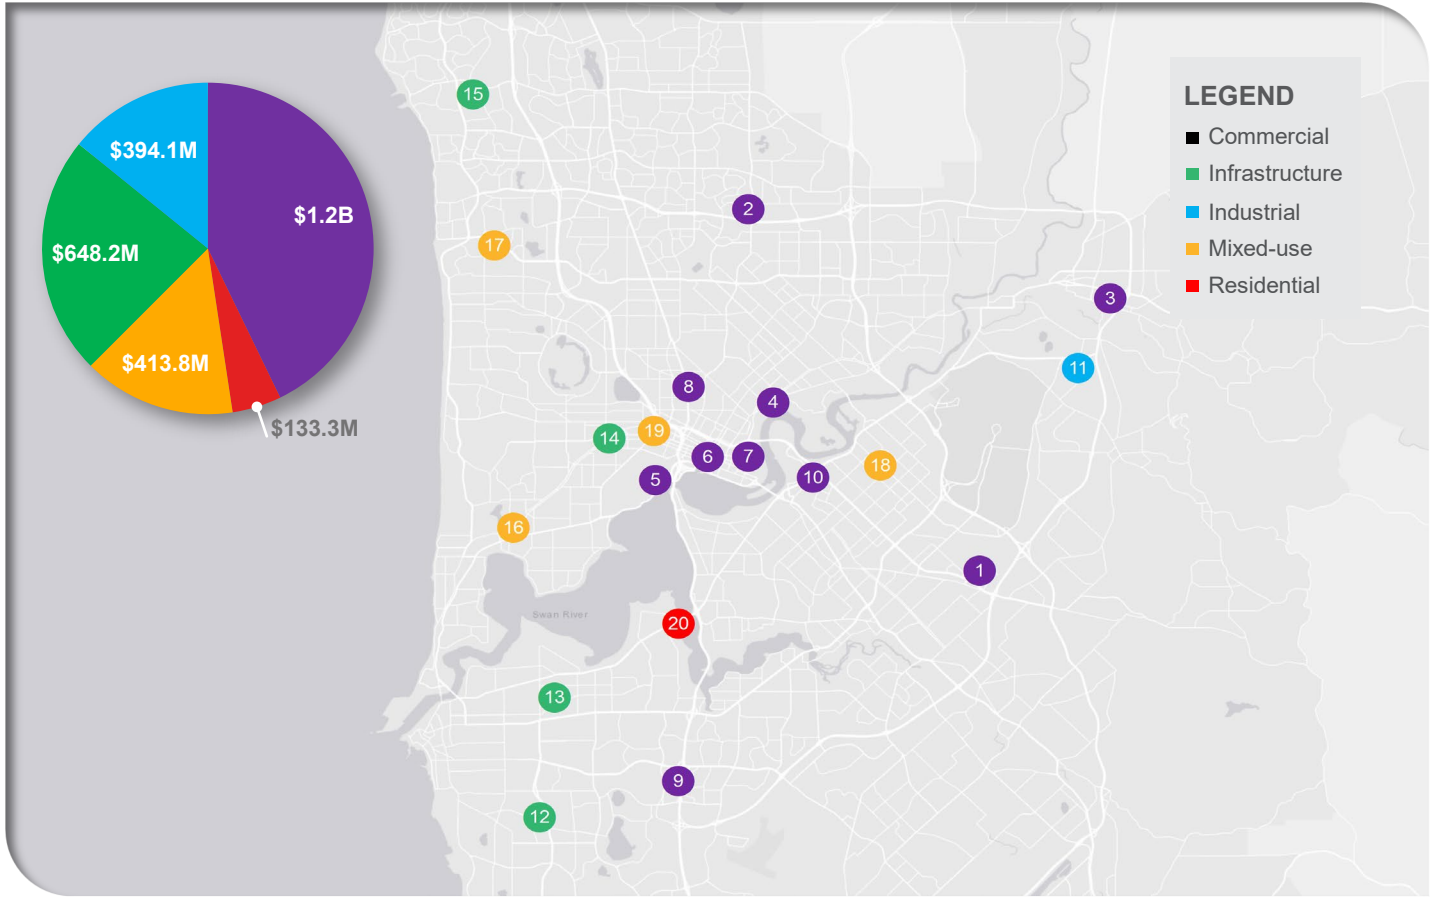 15
LEGEND
Commercial
$394.1M
Infrastructure
$1.2B
2
Industrial
17
Mixed-use
$648.2M
Residential
3
$413.8M
11
8
4
$133.3M
14
19
6
7
18
5
10
16
1
Swan River
20
13
9
12